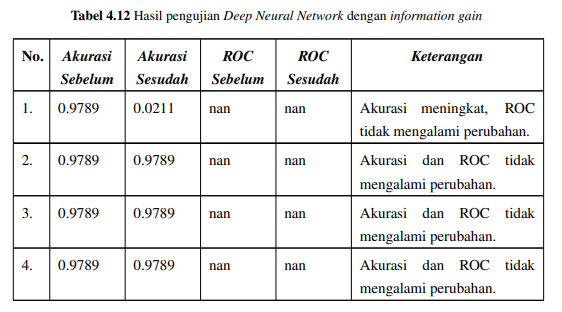 Tabel 4.12 Hasil pengujian Deep Neural Network dengan information gain
No. Akurasi Sebelum Akurasi Sesudah ROC Sebelum ROC Sesudah Keterangan
1. 0.9789 0.0211 nan nan Akurasi meningkat, ROC
tidak mengalami perubahan.
2. 0.9789 0.9789 nan nan Akurasi dan ROC tidak
mengalami perubahan.
3. 0.9789 0.9789 nan nan Akurasi dan ROC tidak
mengalami perubahan.
4. 0.9789 0.9789 nan nan Akurasi dan ROC tidak
mengalami perubahan.